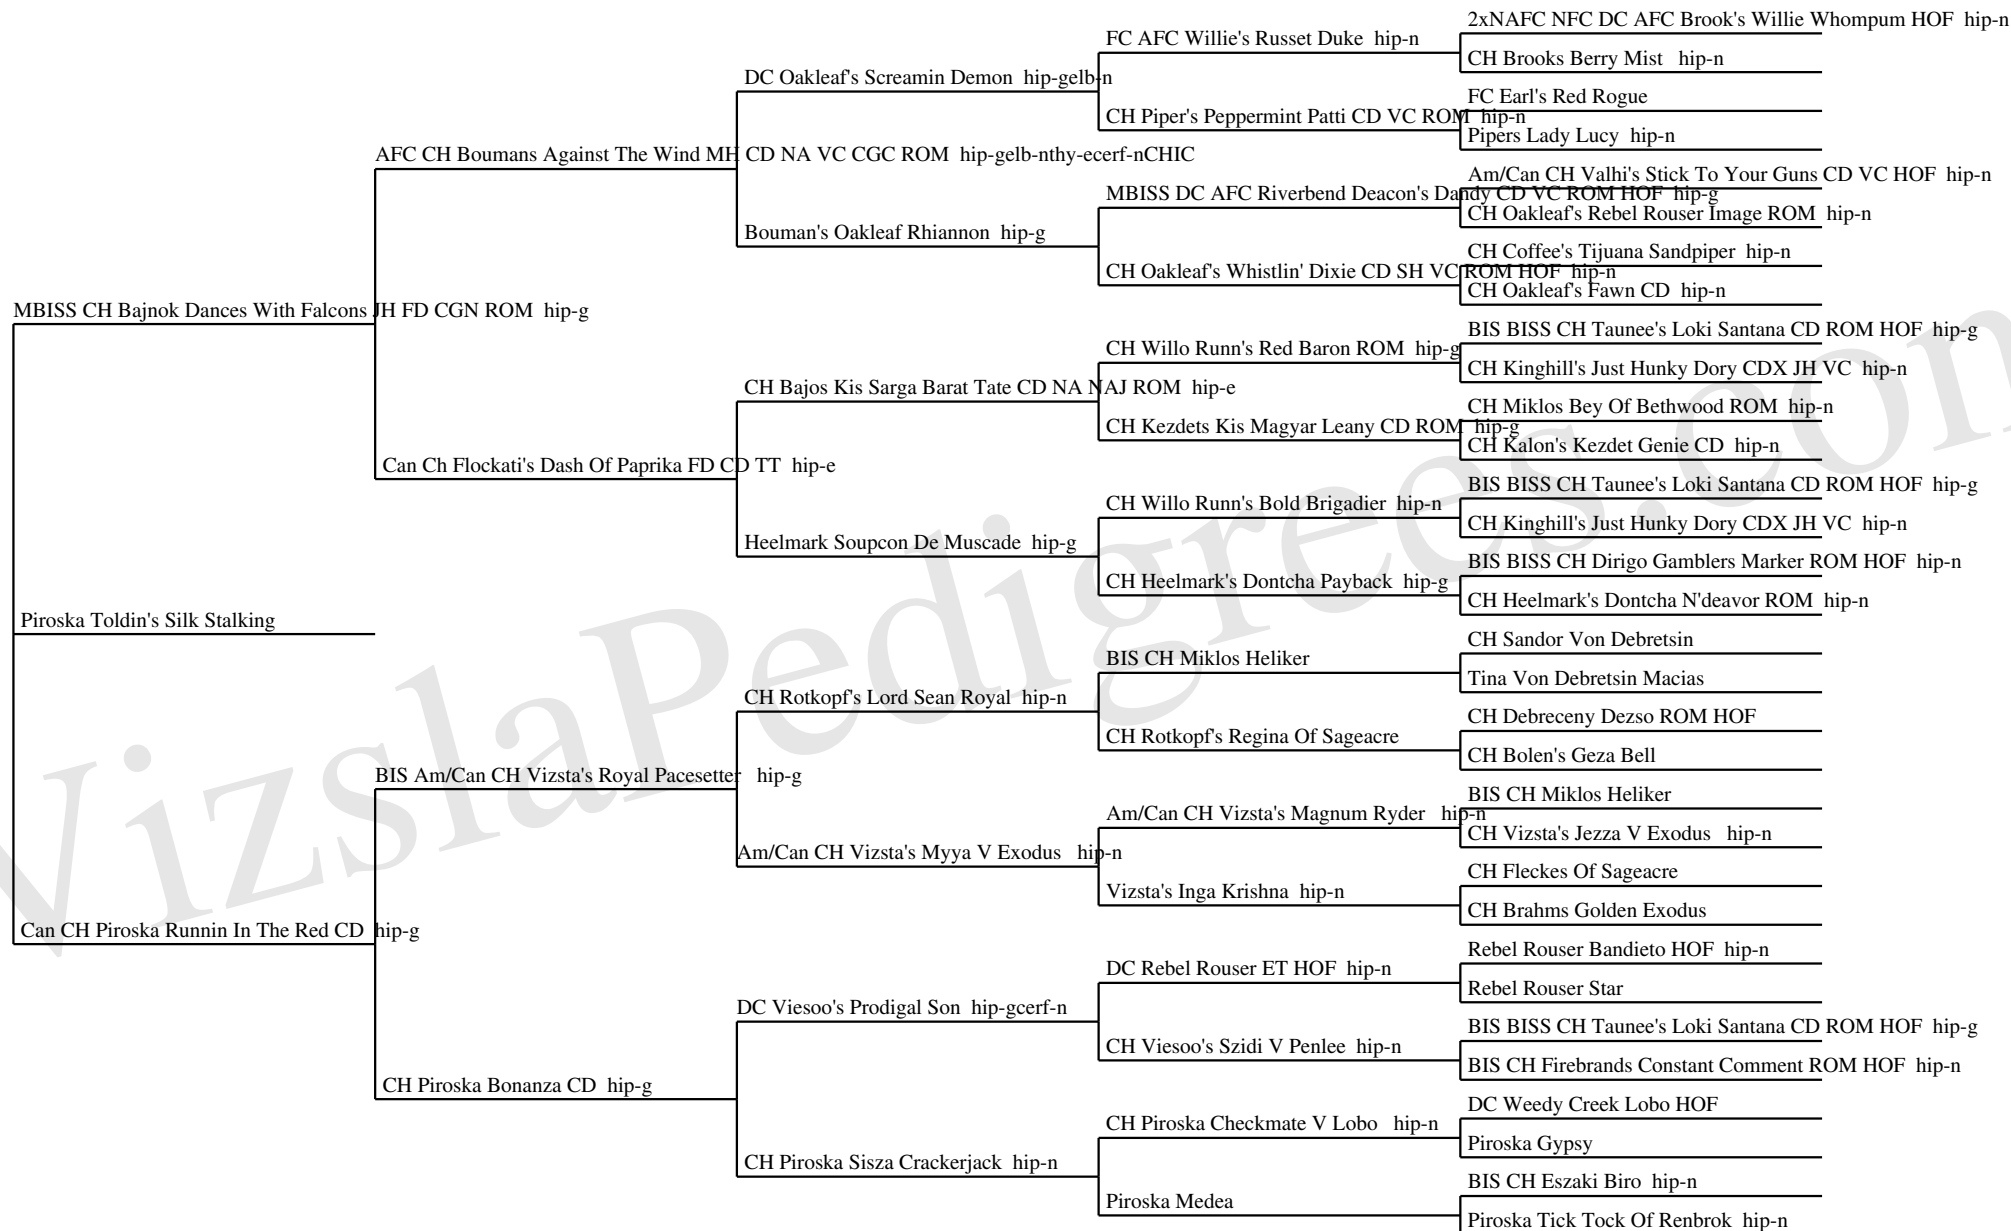 2xNAFC NFC DC AFC Brook's Willie Whompum HOF hip-n
FC AFC Willie's Russet Duke hip-n
CH Brooks Berry Mist hip-n
DC Oakleaf's Screamin Demon hip-gelb-n
FC Earl's Red Rogue
CH Piper's Peppermint Patti CD VC ROM hip-n
Pipers Lady Lucy hip-n
AFC CH Boumans Against The Wind MH CD NA VC CGC ROM hip-gelb-nthy-ecerf-nCHIC
Am/Can CH Valhi's Stick To Your Guns CD VC HOF hip-n
MBISS DC AFC Riverbend Deacon's Dandy CD VC ROM HOF hip-g
CH Oakleaf's Rebel Rouser Image ROM hip-n
Bouman's Oakleaf Rhiannon hip-g
CH Coffee's Tijuana Sandpiper hip-n
CH Oakleaf's Whistlin' Dixie CD SH VC ROM HOF hip-n
CH Oakleaf's Fawn CD hip-n
MBISS CH Bajnok Dances With Falcons JH FD CGN ROM hip-g
BIS BISS CH Taunee's Loki Santana CD ROM HOF hip-g
CH Willo Runn's Red Baron ROM hip-g
CH Kinghill's Just Hunky Dory CDX JH VC hip-n
CH Bajos Kis Sarga Barat Tate CD NA NAJ ROM hip-e
CH Miklos Bey Of Bethwood ROM hip-n
CH Kezdets Kis Magyar Leany CD ROM hip-g
CH Kalon's Kezdet Genie CD hip-n
Can Ch Flockati's Dash Of Paprika FD CD TT hip-e
BIS BISS CH Taunee's Loki Santana CD ROM HOF hip-g
CH Willo Runn's Bold Brigadier hip-n
CH Kinghill's Just Hunky Dory CDX JH VC hip-n
Heelmark Soupcon De Muscade hip-g
BIS BISS CH Dirigo Gamblers Marker ROM HOF hip-n
CH Heelmark's Dontcha Payback hip-g
CH Heelmark's Dontcha N'deavor ROM hip-n
Piroska Toldin's Silk Stalking
CH Sandor Von Debretsin
BIS CH Miklos Heliker
Tina Von Debretsin Macias
CH Rotkopf's Lord Sean Royal hip-n
CH Debreceny Dezso ROM HOF
CH Rotkopf's Regina Of Sageacre
CH Bolen's Geza Bell
BIS Am/Can CH Vizsta's Royal Pacesetter hip-g
BIS CH Miklos Heliker
Am/Can CH Vizsta's Magnum Ryder hip-n
CH Vizsta's Jezza V Exodus hip-n
Am/Can CH Vizsta's Myya V Exodus hip-n
CH Fleckes Of Sageacre
Vizsta's Inga Krishna hip-n
CH Brahms Golden Exodus
Can CH Piroska Runnin In The Red CD hip-g
Rebel Rouser Bandieto HOF hip-n
DC Rebel Rouser ET HOF hip-n
Rebel Rouser Star
DC Viesoo's Prodigal Son hip-gcerf-n
BIS BISS CH Taunee's Loki Santana CD ROM HOF hip-g
CH Viesoo's Szidi V Penlee hip-n
BIS CH Firebrands Constant Comment ROM HOF hip-n
CH Piroska Bonanza CD hip-g
DC Weedy Creek Lobo HOF
CH Piroska Checkmate V Lobo hip-n
Piroska Gypsy
CH Piroska Sisza Crackerjack hip-n
BIS CH Eszaki Biro hip-n
Piroska Medea
Piroska Tick Tock Of Renbrok hip-n
VizslaPedigrees.com